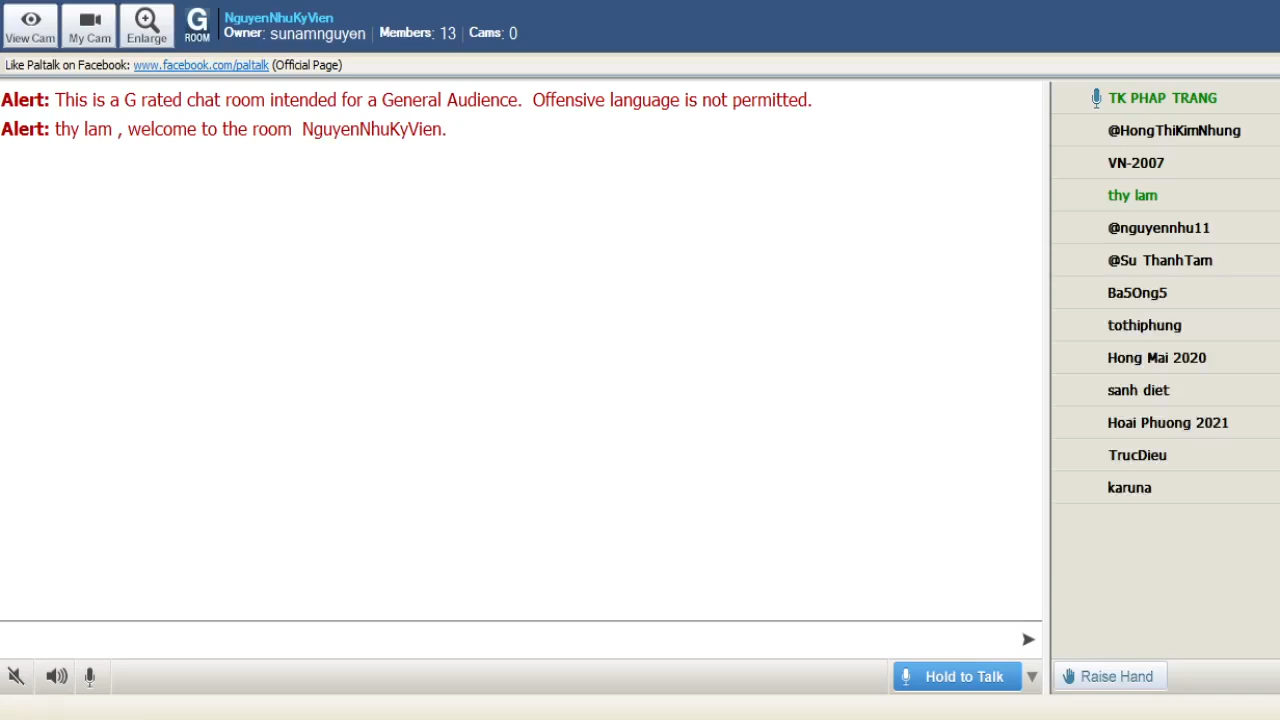 View Cam
My Cam
Enlarge
G
ROOM
NguyenNhuKyVien
Owner: sunamnguyen Members: 13 Cams: 0
Like Paltalk on Facebook: www.facebook.com/paltalk (Official Page)
Alert: This is a G rated chat room intended for a General Audience. Offensive language is not permitted.
Alert: thy lam , welcome to the room NguyenNhuKyVien.
TK PHAP TRANG
@HongThiKimNhung
VN-2007
thy lam
@nguyennhu11
@Su ThanhTam
Ba5Ong5
tothiphung
Hong Mai 2020
sanh diet
Hoai Phuong 2021
TrucDieu
karuna
Hold to Talk
Raise Hand